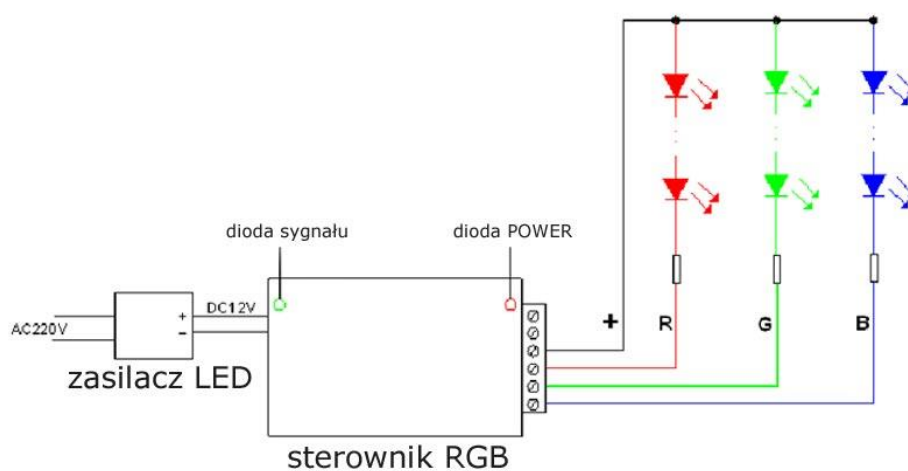 dioda sygnału
dioda POWER
DC12V
AC220V
+
−
zasilacz LED
sterownik RGB
+
R
G
B